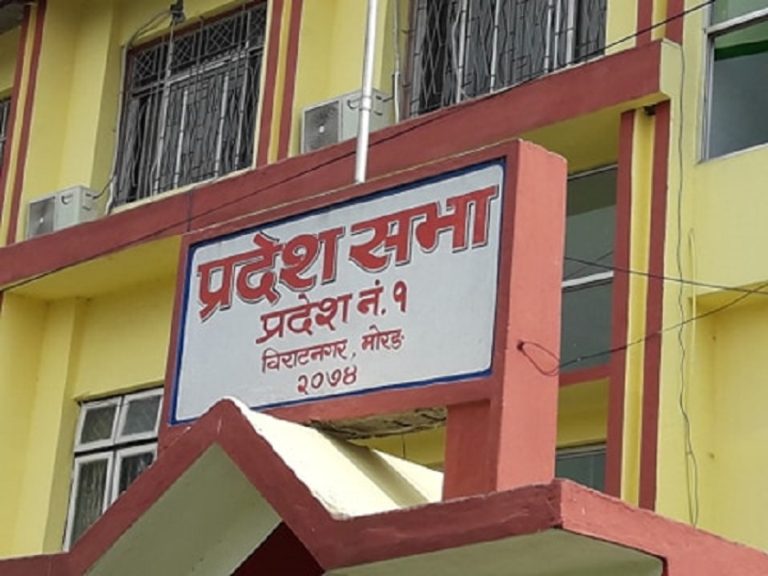 प्रदेश सभा
प्रदेश नं. १
विराटनगर, मोरङ
२०७४